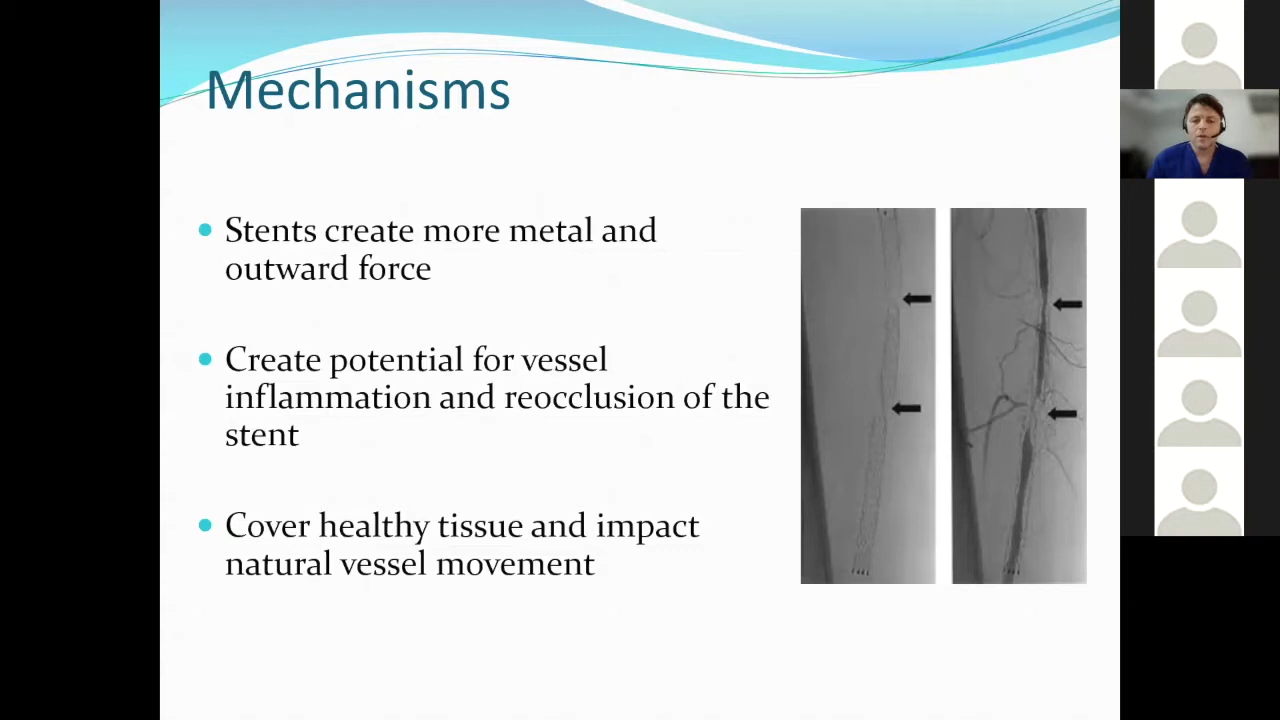 Mechanisms
Stents create more metal and
outward force
Create potential for vessel
inflammation and reocclusion of the
stent
Cover healthy tissue and impact
natural vessel movement